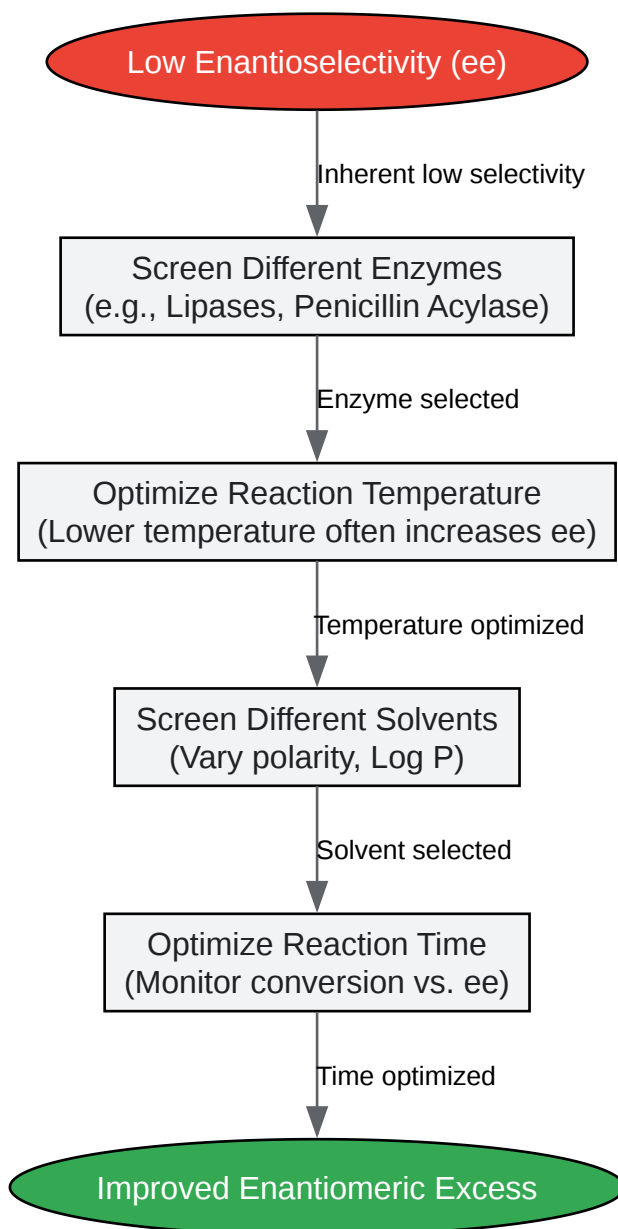 Low Enantioselectivity (ee)
Inherent low selectivity
Screen Different Enzymes
(e.g., Lipases, Penicillin Acylase)
Enzyme selected
Optimize Reaction Temperature
(Lower temperature often increases ee)
Temperature optimized
Screen Different Solvents
(Vary polarity, Log P)
Solvent selected
Optimize Reaction Time
(Monitor conversion vs. ee)
Time optimized
Improved Enantiomeric Excess